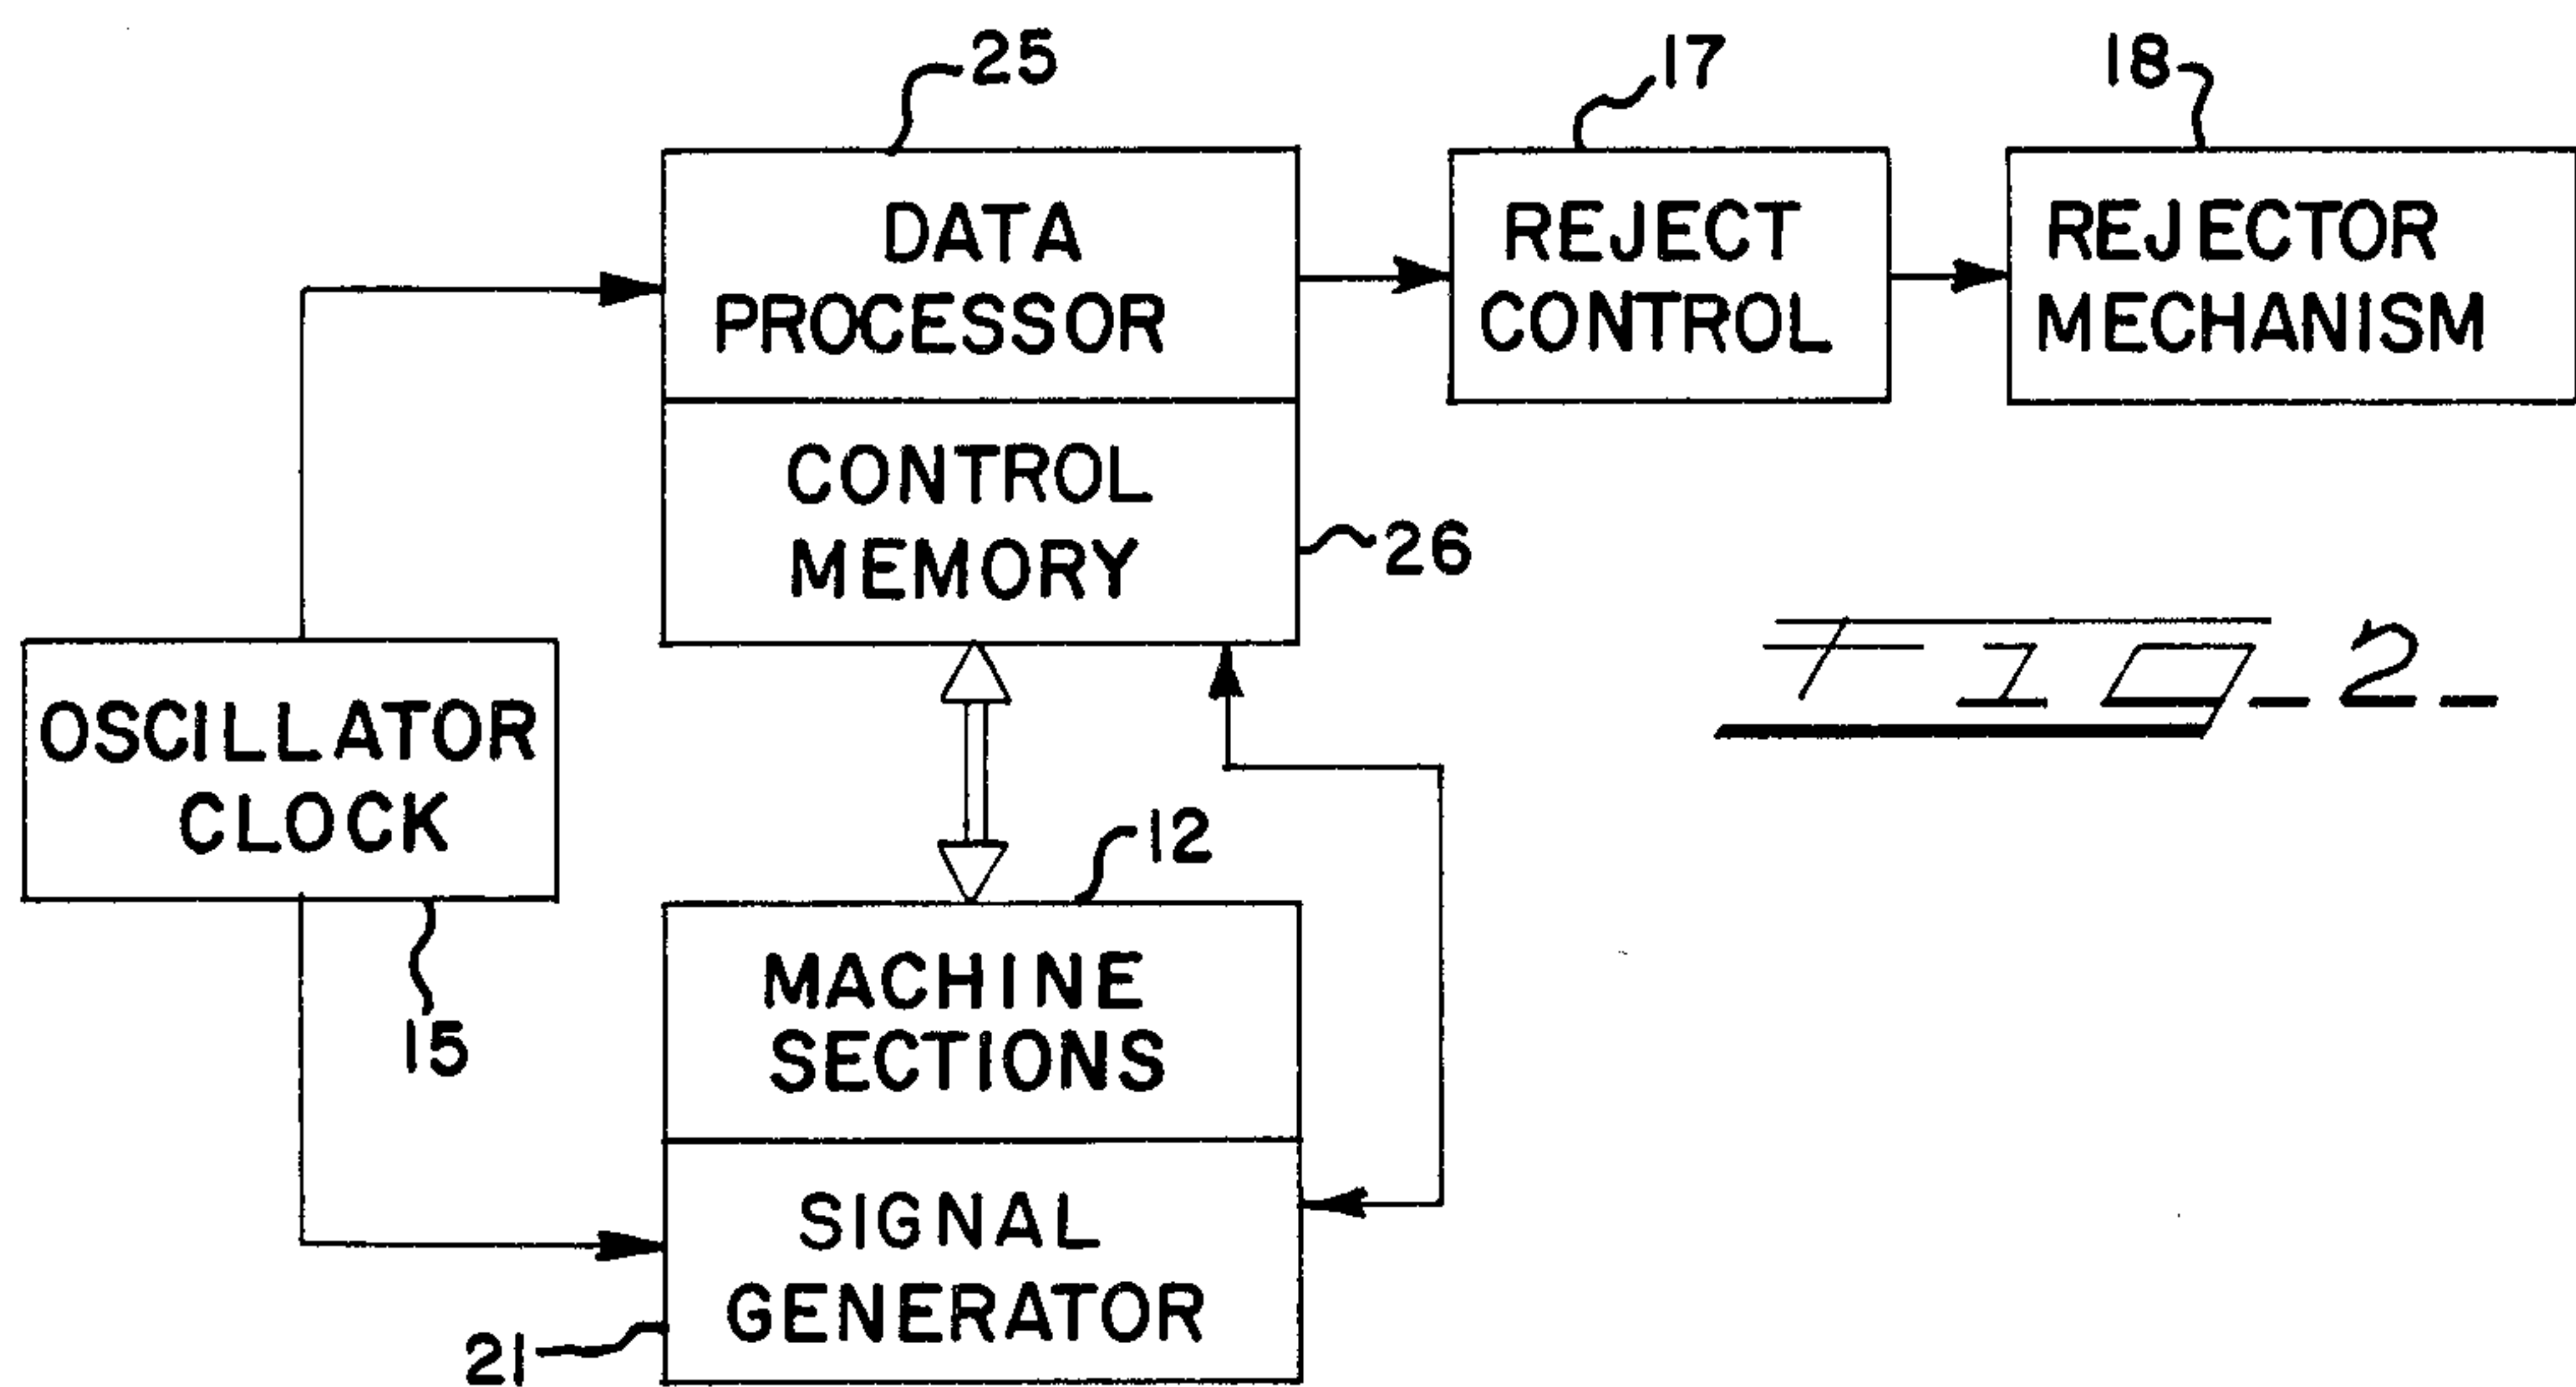 25
17
18
DATA
PROCESSOR
REJECT
CONTROL
REJECTOR
MECHANISM
CONTROL
MEMORY
26
FIG_2_
OSCILLATOR
CLOCK
15
12
MACHINE
SECTIONS
SIGNAL
GENERATOR
21